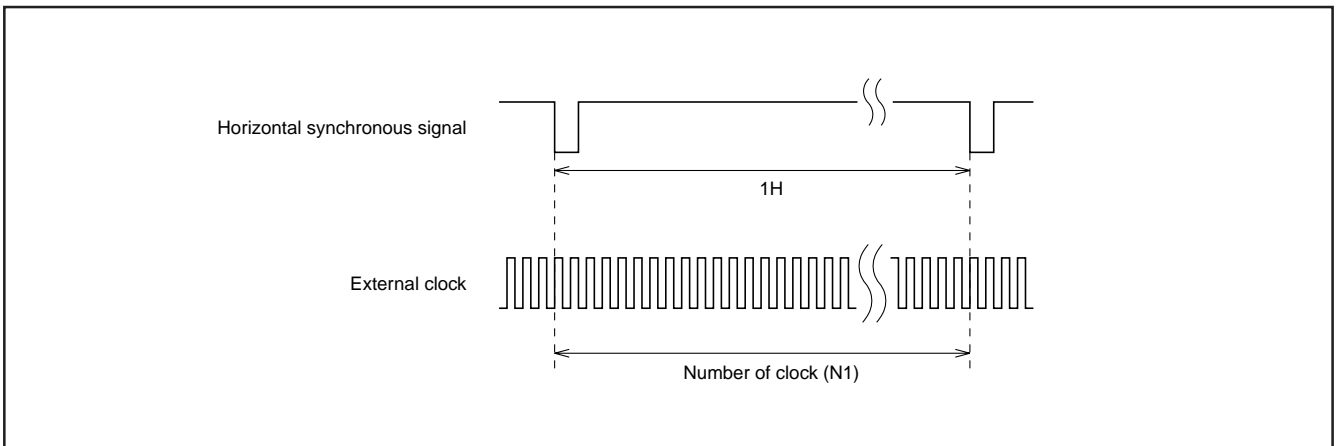 Horizontal synchronous signal
1H
External clock
Number of clock (N1)